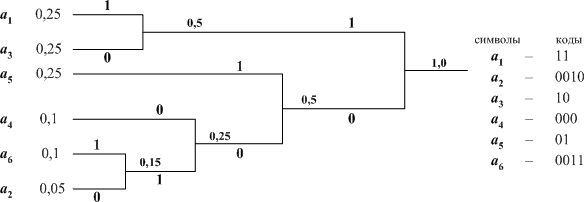 1
a1 0,25
0,5
1
a3 0,25
0
символы коды
a5 0,25
1
1,0
a1 – 11
a2 – 0010
0,5
a3 – 10
a4 0,1
0
0
a4 – 000
0,25
a5 – 01
a6 0,1
1
0,15
0
a6 – 0011
1
a2 0,05
0